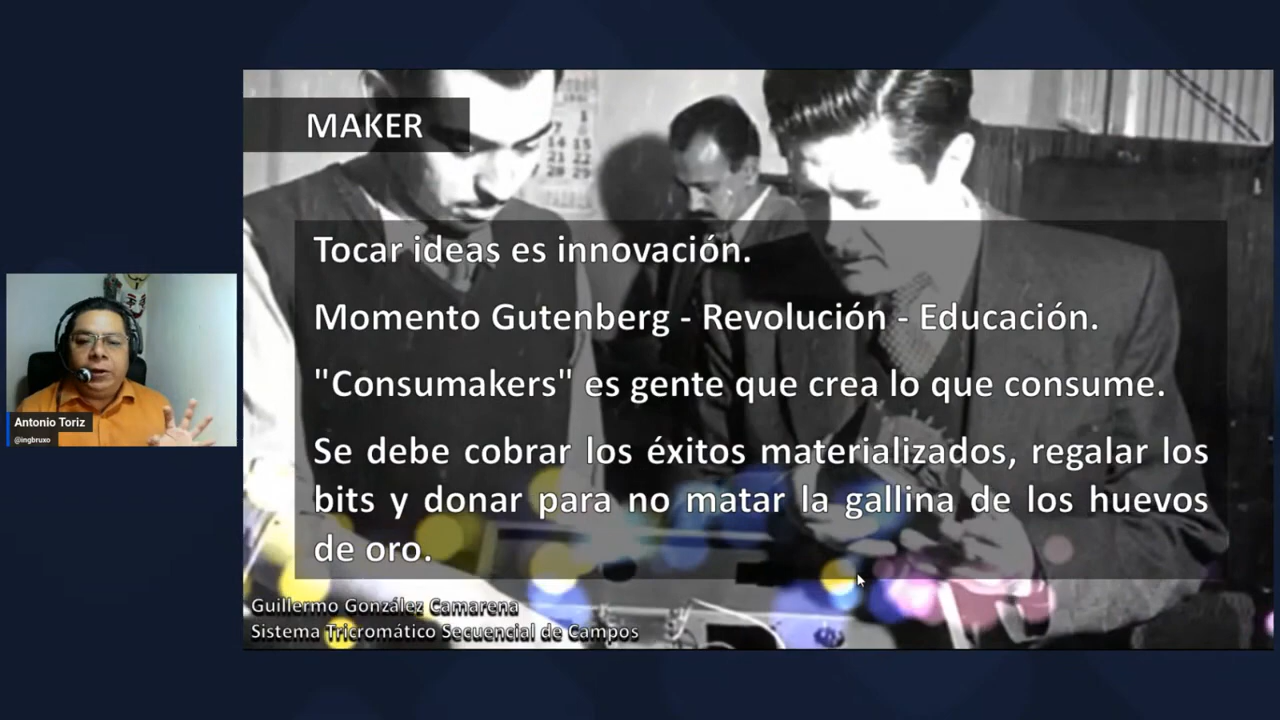 MAKER
Tocar ideas es innovación.
Momento Gutenberg - Revolución - Educación.
"Consumakers" es gente que crea lo que consume.
Se debe cobrar los éxitos materializados, regalar los
bits y donar para no matar la gallina de los huevos
de oro.
Guillermo González Camarena
Sistema Tricromático Secuencial de Campos
Antonio Toriz
@ingbruxo